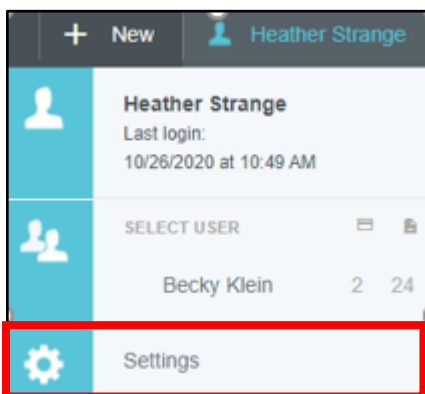 + New Heather Strange
Heather Strange
Last login:
10/26/2020 at 10:49 AM
SELECT USER
Becky Klein 2 24
Settings